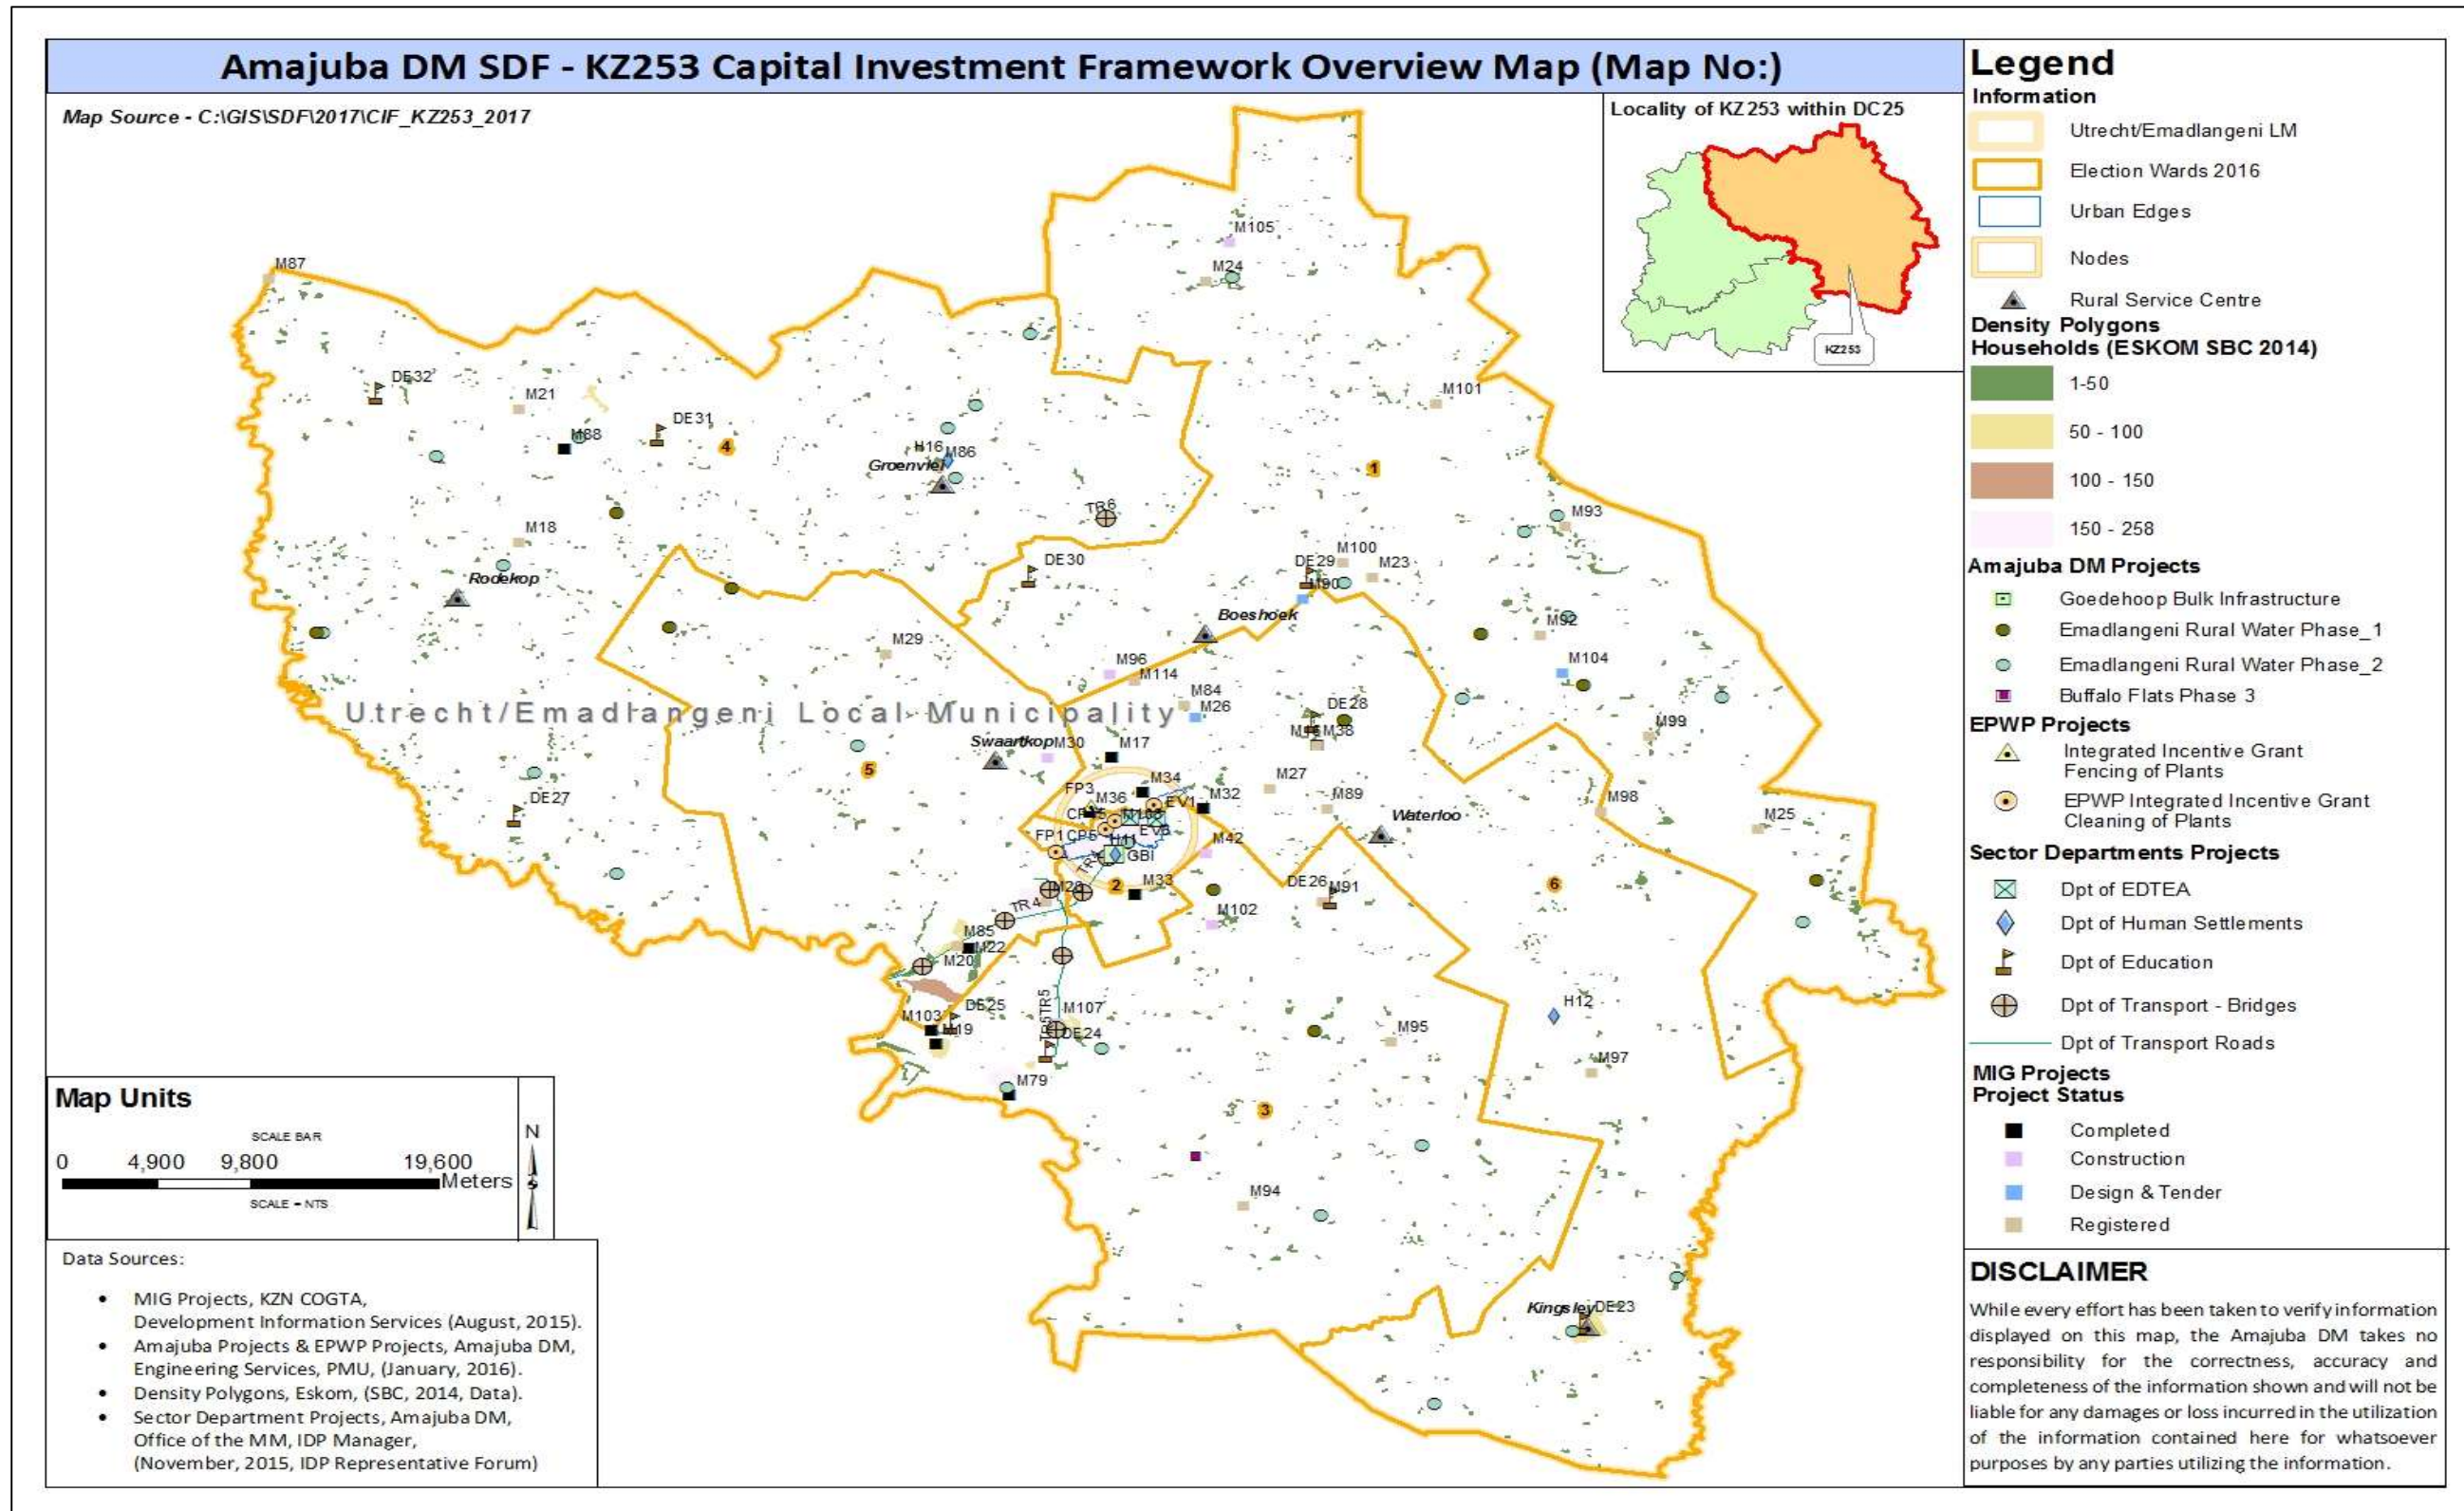 Amajuba DM SDF - KZ253 Capital Investment Framework Overview Map (Map No:)
Map Source - C:\GIS\SDF\2017\CIF_KZ253_2017
Locality of KZ253 within DC25
KZ253
M105
M24
M87
DE32
M21
M88
DE31
4
H16
M86
Groenvlei
M101
1
TR6
M18
Rodekop
DE30
M93
M100
DE29
M23
M90
Boeshoek
M92
M29
M96
M114
M104
M84
M26
DE28
M38
M99
Utrecht/Emadlangeni Local Municipality
Swaartkop
M30
M17
5
M34
M27
FP3
M36
EV1
M32
M89
M98
DE27
Waterloo
M25
FP1
CP5
M42
GBI
M28
2
M33
DE26
M91
6
TR4
M102
M85
M22
M20
H12
DE25
TR5
M107
M103
DE24
M95
M97
M79
3
M94
Kingsley
DE23
Map Units
SCALE BAR
0 4,900 9,800 19,600
Meters
SCALE = NTS
N
S
Data Sources:
• MIG Projects, KZN COGTA,
Development Information Services (August, 2015).
• Amajuba Projects & EPWP Projects, Amajuba DM,
Engineering Services, PMU, (January, 2016).
• Density Polygons, Eskom, (SBC, 2014, Data).
• Sector Department Projects, Amajuba DM,
Office of the MM, IDP Manager,
(November, 2015, IDP Representative Forum)
Legend
Information
Utrecht/Emadlangeni LM
Election Wards 2016
Urban Edges
Nodes
Rural Service Centre
Density Polygons
Households (ESKOM SBC 2014)
1-50
50 - 100
100 - 150
150 - 258
Amajuba DM Projects
Goedehoop Bulk Infrastructure
Emadlangeni Rural Water Phase_1
Emadlangeni Rural Water Phase_2
Buffalo Flats Phase 3
EPWP Projects
Integrated Incentive Grant
Fencing of Plants
EPWP Integrated Incentive Grant
Cleaning of Plants
Sector Departments Projects
Dpt of EDTEA
Dpt of Human Settlements
Dpt of Education
Dpt of Transport - Bridges
Dpt of Transport Roads
MIG Projects
Project Status
Completed
Construction
Design & Tender
Registered
DISCLAIMER
While every effort has been taken to verify information
displayed on this map, the Amajuba DM takes no
responsibility for the correctness, accuracy and
completeness of the information shown and will not be
liable for any damages or loss incurred in the utilization
of the information contained here for whatsoever
purposes by any parties utilizing the information.